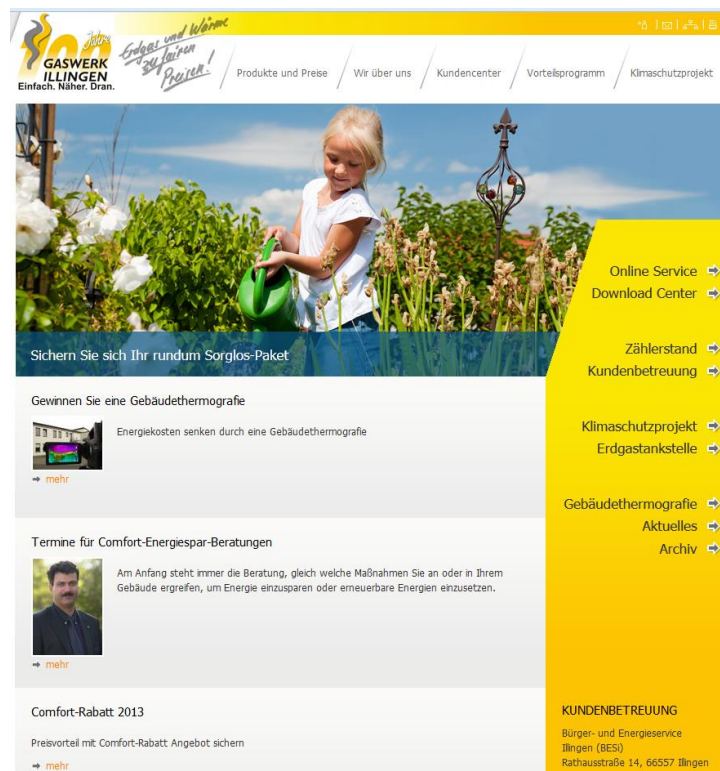 100 Jahre
GASWERK
ILLINGEN
Einfach. Näher. Dran.
Erdgas und Wärme
zu fairen
Preisen!
Produkte und Preise
Wir über uns
Kundencenter
Vorteilsprogramm
Klimaschutzprojekt
Sichern Sie sich Ihr rundum Sorglos-Paket
Online Service
Download Center
Zählerstand
Kundenbetreuung
Klimaschutzprojekt
Erdgastankstelle
Gebäudethermografie
Aktuelles
Archiv
Gewinnen Sie eine Gebäudethermografie
Energiekosten senken durch eine Gebäudethermografie
mehr
Termine für Comfort-Energiespar-Beratungen
Am Anfang steht immer die Beratung, gleich welche Maßnahmen Sie an oder in Ihrem
Gebäude ergreifen, um Energie einzusparen oder erneuerbare Energien einzusetzen.
mehr
Comfort-Rabatt 2013
Preisvorteil mit Comfort-Rabatt Angebot sichern
mehr
KUNDENBETREUUNG
Bürger- und Energieservice
Illingen (BESi)
Rathausstraße 14, 66557 Illingen